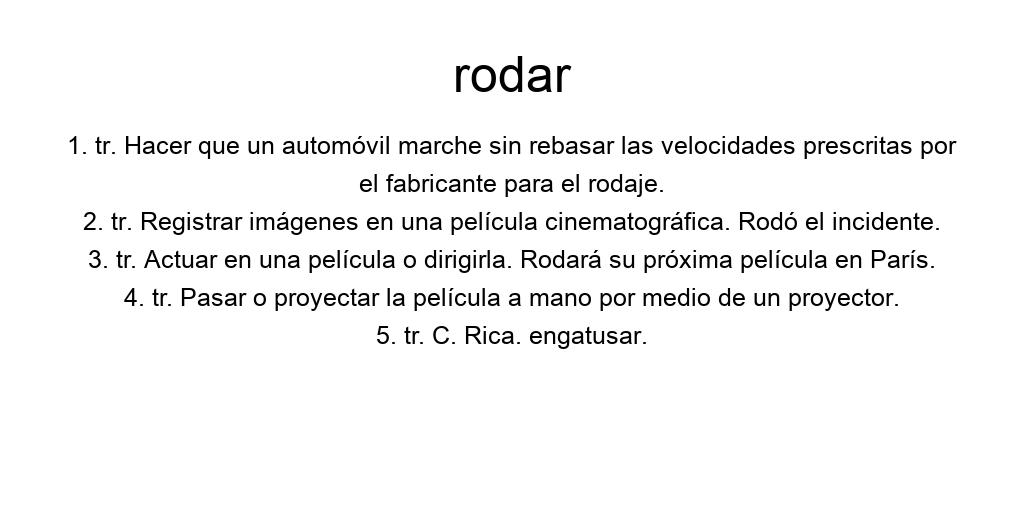 rodar
1. tr. Hacer que un automóvil marche sin rebasar las velocidades prescritas por
el fabricante para el rodaje.
2. tr. Registrar imágenes en una película cinematográfica. Rodó el incidente.
3. tr. Actuar en una película o dirigirla. Rodará su próxima película en París.
4. tr. Pasar o proyectar la película a mano por medio de un proyector.
5. tr. C. Rica. engatusar.